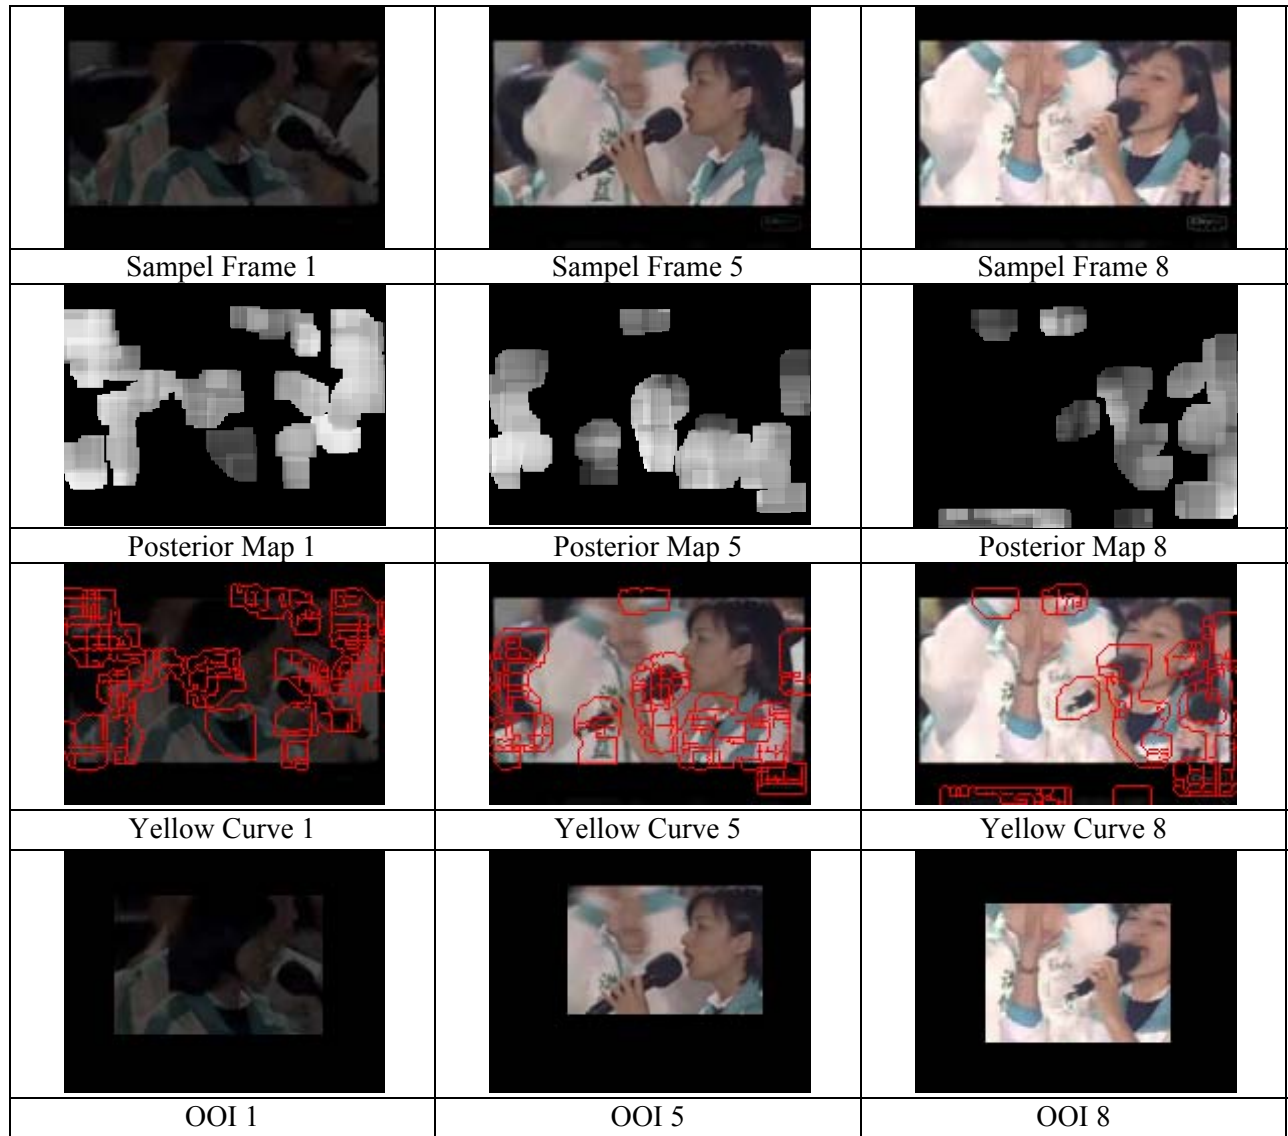 Sampel Frame 1
Sampel Frame 5
Sampel Frame 8
Posterior Map 1
Posterior Map 5
Posterior Map 8
Yellow Curve 1
Yellow Curve 5
Yellow Curve 8
OOI 1
OOI 5
OOI 8